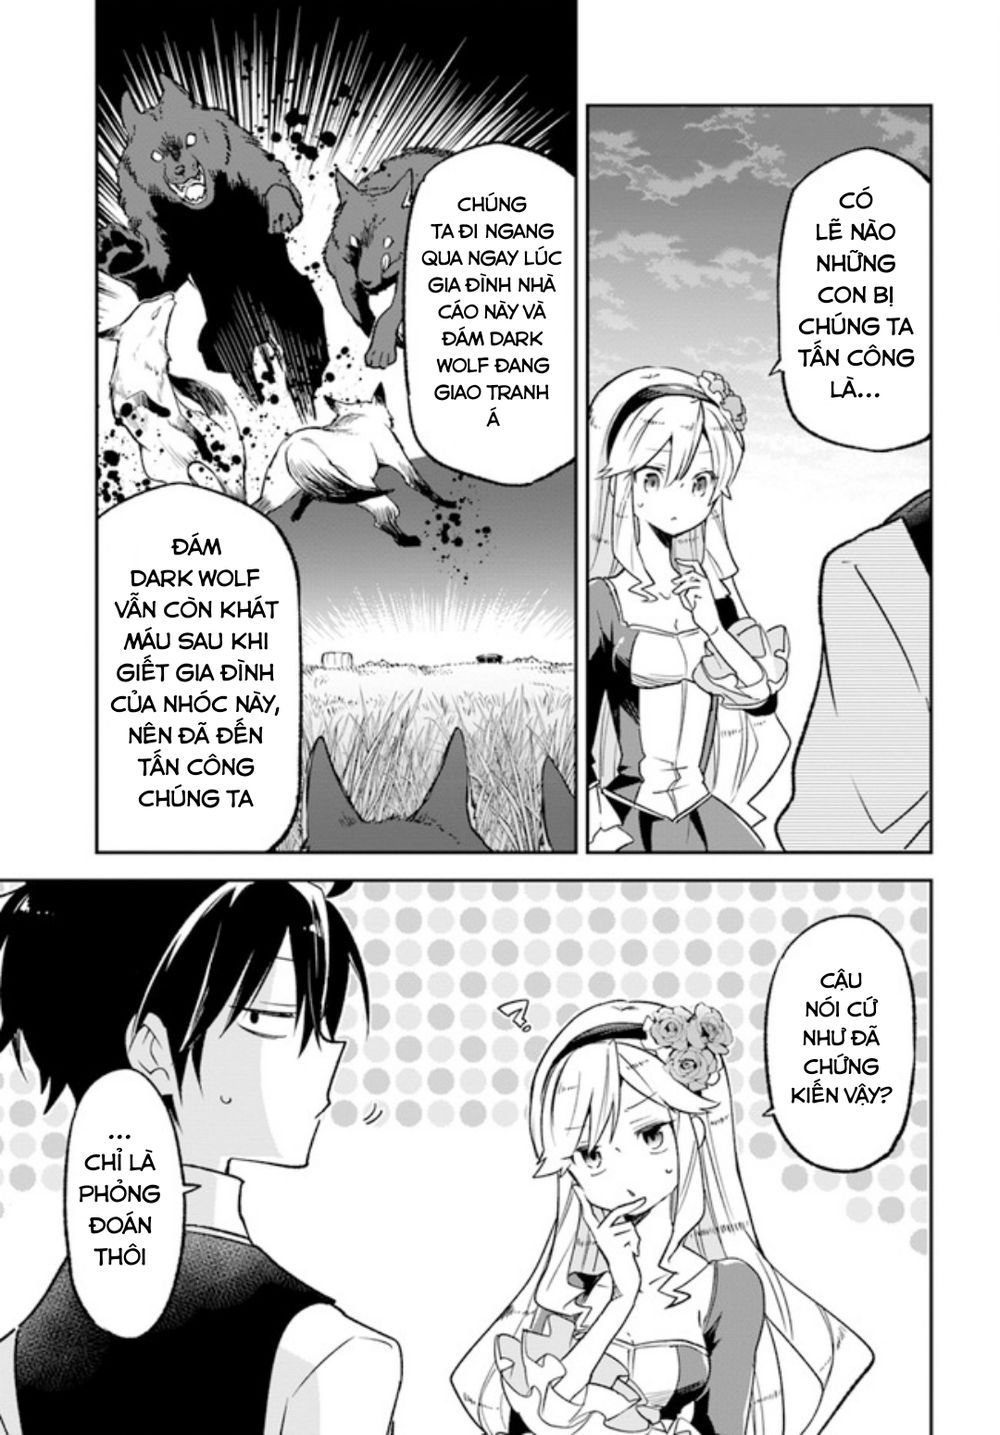 CÓ
LẼ NÀO
NHỮNG
CON BỊ
CHÚNG TA
TẤN CÔNG
LÀ...
CHÚNG
TA ĐI NGANG
QUA NGAY LÚC
GIA ĐÌNH NHÀ
CÁO NÀY VÀ
ĐÁM DARK
WOLF ĐANG
GIAO TRANH
Á
ĐÁM
DARK WOLF
VẪN CÒN KHÁT
MÁU SAU KHI
GIẾT GIA ĐÌNH
CỦA NHÓC NÀY,
NÊN ĐÃ ĐẾN
TẤN CÔNG
CHÚNG TA
CẬU
NÓI CỨ
NHƯ ĐÃ
CHỨNG
KIẾN VẬY?
...
CHỈ LÀ
PHỎNG
ĐOÁN
THÔI